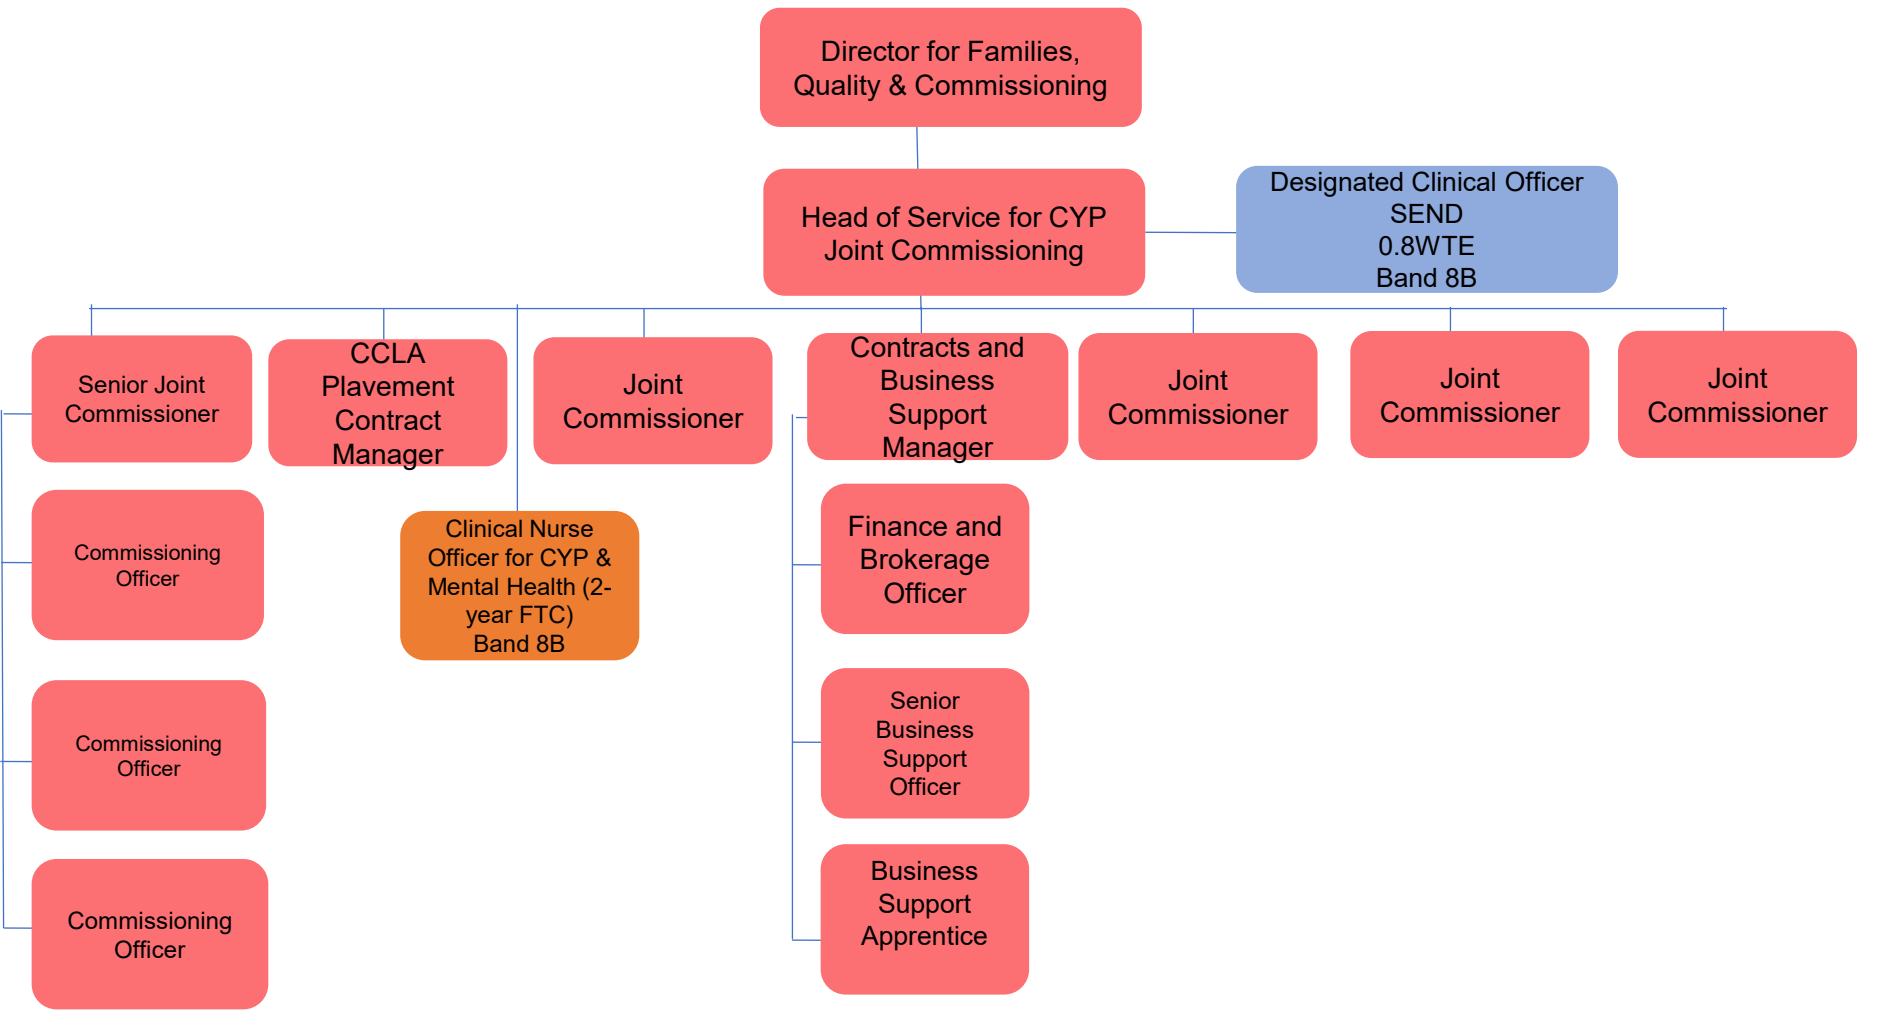 Director for Families,
Quality & Commissioning
Head of Service for CYP
Joint Commissioning
Designated Clinical Officer
SEND
0.8WTE
Band 8B
Senior Joint
Commissioner
CCLA
Plavement
Contract
Manager
Joint
Commissioner
Contracts and
Business
Support
Manager
Joint
Commissioner
Joint
Commissioner
Joint
Commissioner
Commissioning
Officer
Clinical Nurse
Officer for CYP &
Mental Health (2-
year FTC)
Band 8B
Finance and
Brokerage
Officer
Commissioning
Officer
Senior
Business
Support
Officer
Commissioning
Officer
Business
Support
Apprentice